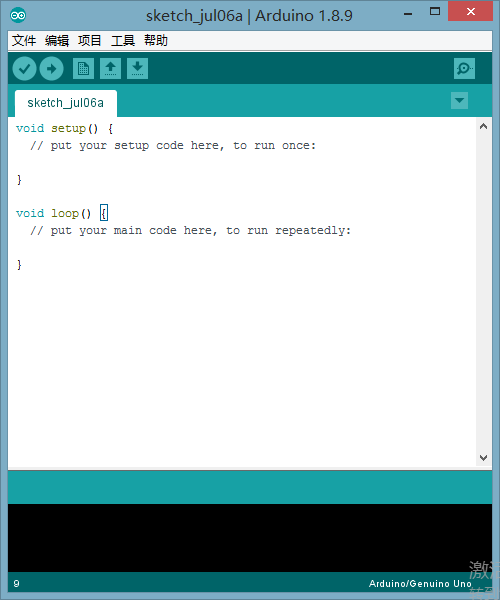 sketch_jul06a | Arduino 1.8.9
文件 编辑 项目 工具 帮助
sketch_jul06a
void setup() {
// put your setup code here, to run once:
}
void loop() {
// put your main code here, to run repeatedly:
}
9
Arduino/Genuino Uno